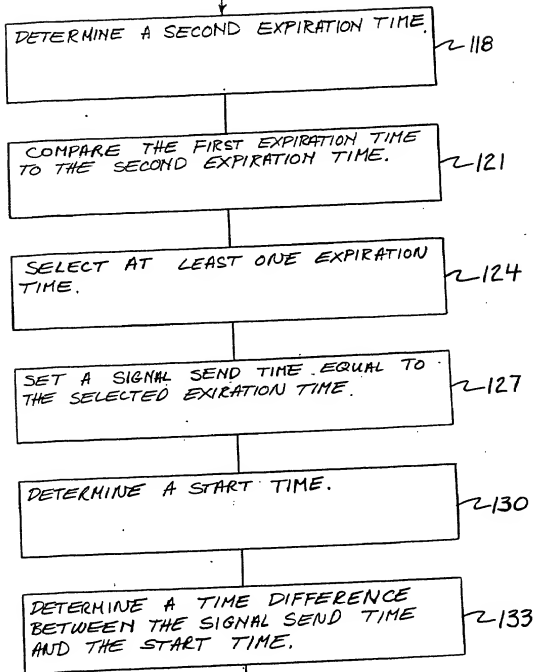 DETERMINE A SECOND EXPIRATION TIME.
118
COMPARE THE FIRST EXPIRATION TIME
TO THE SECOND EXPIRATION TIME.
121
SELECT AT LEAST ONE EXPIRATION
TIME.
124
SET A SIGNAL SEND TIME EQUAL TO
THE SELECTED EXIRATION TIME.
127
DETERMINE A START TIME.
130
DETERMINE A TIME DIFFERENCE
BETWEEN THE SIGNAL SEND TIME
AND THE START TIME.
133